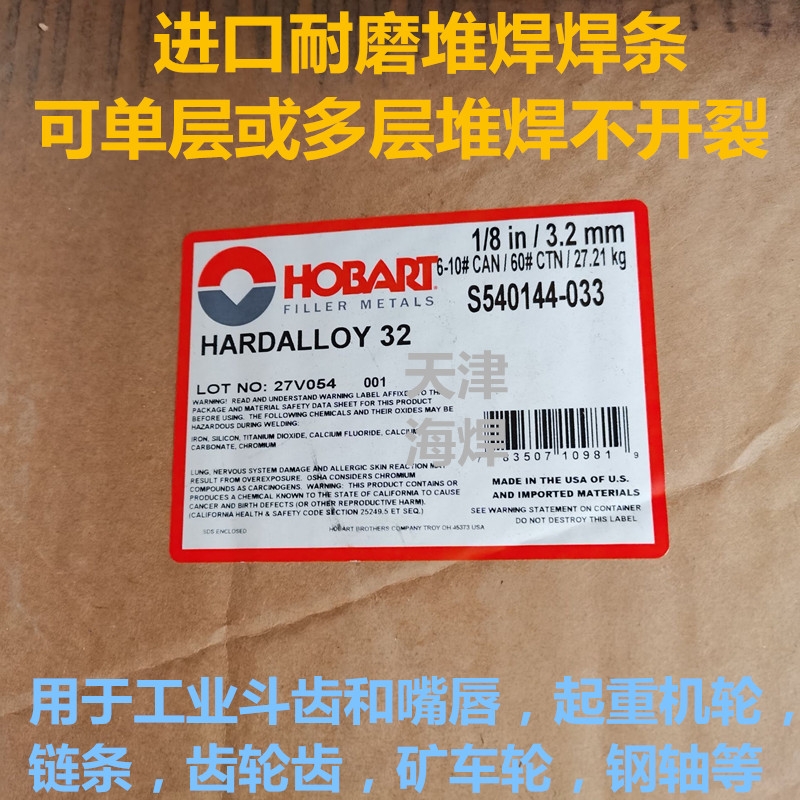 进口耐磨堆焊焊条
可单层或多层堆焊不开裂
1/8 in / 3.2 mm
6-10# CAN / 60# CTN / 27.21 kg
HOBART
FILLER METALS
S540144-033
HARDALLOY 32
天津
海焊
LOT NO: 27V054 001
WARNING! READ AND UNDERSTAND WARNING LABEL AFFIXED TO THE
PACKAGE AND MATERIAL SAFETY DATA SHEET FOR THIS PRODUCT
BEFORE USING. THE FOLLOWING CHEMICALS AND THEIR OXIDES MAY BE
HAZARDOUS DURING WELDING:
IRON, SILICON, TITANIUM DIOXIDE, CALCIUM FLUORIDE, CALCIUM
CARBONATE, CHROMIUM
83507 10981 9
LUNG, NERVOUS SYSTEM DAMAGE AND ALLERGIC SKIN REACTION MAY
RESULT FROM OVEREXPOSURE. OSHA CONSIDERS CHROMIUM
COMPOUNDS AS CARCINOGENS. WARNING: THIS PRODUCT CONTAINS OR
PRODUCES A CHEMICAL KNOWN TO THE STATE OF CALIFORNIA TO CAUSE
CANCER AND BIRTH DEFECTS (OR OTHER REPRODUCTIVE HARM).
(CALIFORNIA HEALTH & SAFETY CODE SECTION 25249.5 ET SEQ.)
MADE IN THE USA OF U.S.
AND IMPORTED MATERIALS
SEE WARNING STATEMENT ON CONTAINER
DO NOT DESTROY THIS LABEL
SDS ENCLOSED
HOBART BROTHERS COMPANY TROY OH 45373 USA
用于工业斗齿和嘴唇，起重机轮，
链条，齿轮齿，矿车轮，钢轴等